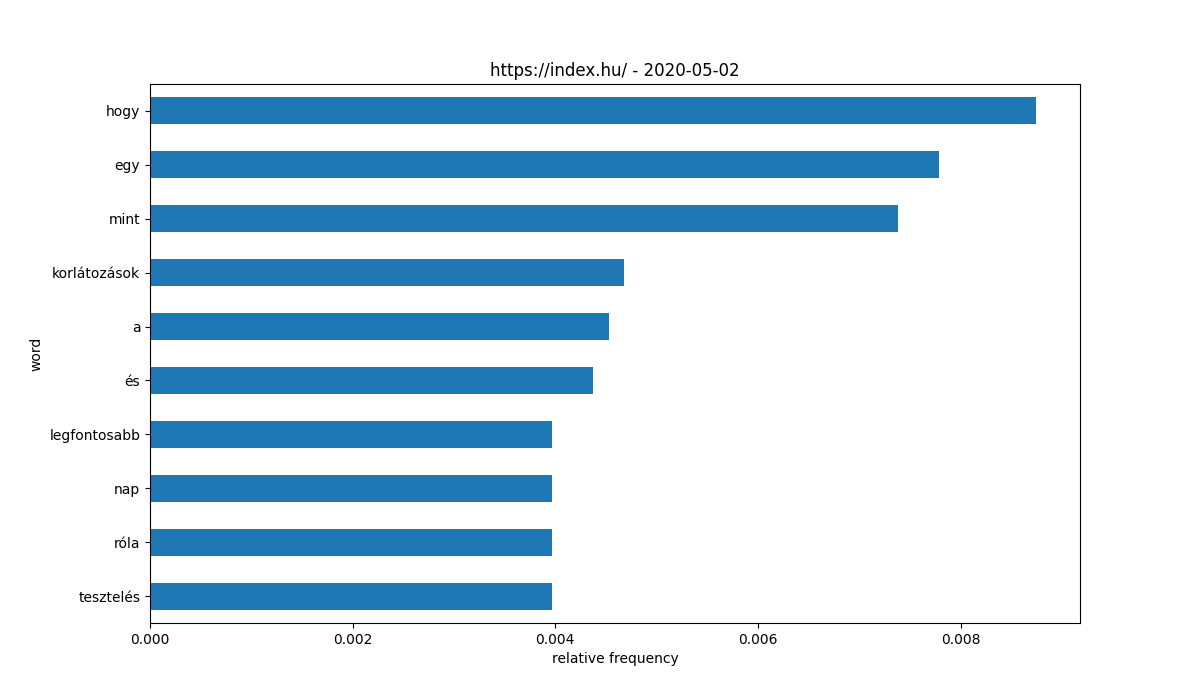 https://index.hu/ - 2020-05-02
hogy
egy
mint
korlátozások
a
és
legfontosabb
nap
róla
tesztelés
word
0.000 0.002 0.004 0.006 0.008
relative frequency